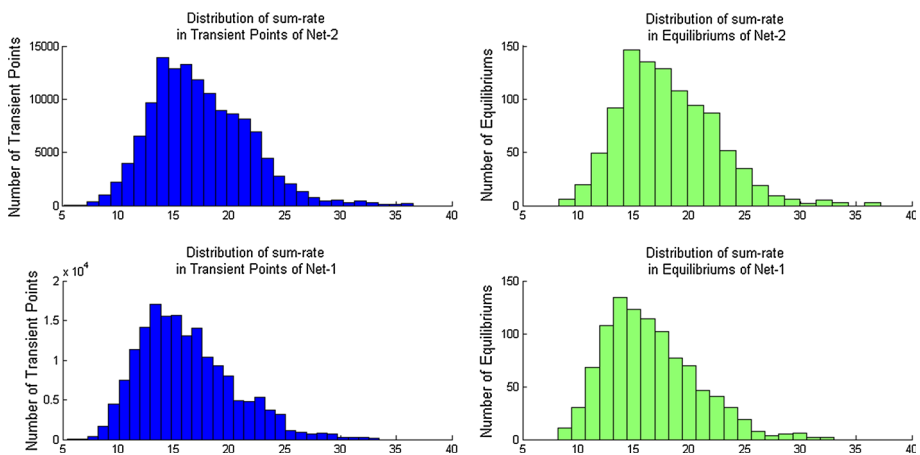 Distribution of sum-rate
in Transient Points of Net-2
Number of Transient Points
15000
10000
5000
0
5 10 15 20 25 30 35 40
Distribution of sum-rate
in Equilibriums of Net-2
Number of Equilibriums
150
100
50
0
5 10 15 20 25 30 35 40
Distribution of sum-rate
in Transient Points of Net-1
Number of Transient Points
x 10^4
2
1.5
1
0.5
0
5 10 15 20 25 30 35 40
Distribution of sum-rate
in Equilibriums of Net-1
Number of Equilibriums
150
100
50
0
5 10 15 20 25 30 35 40